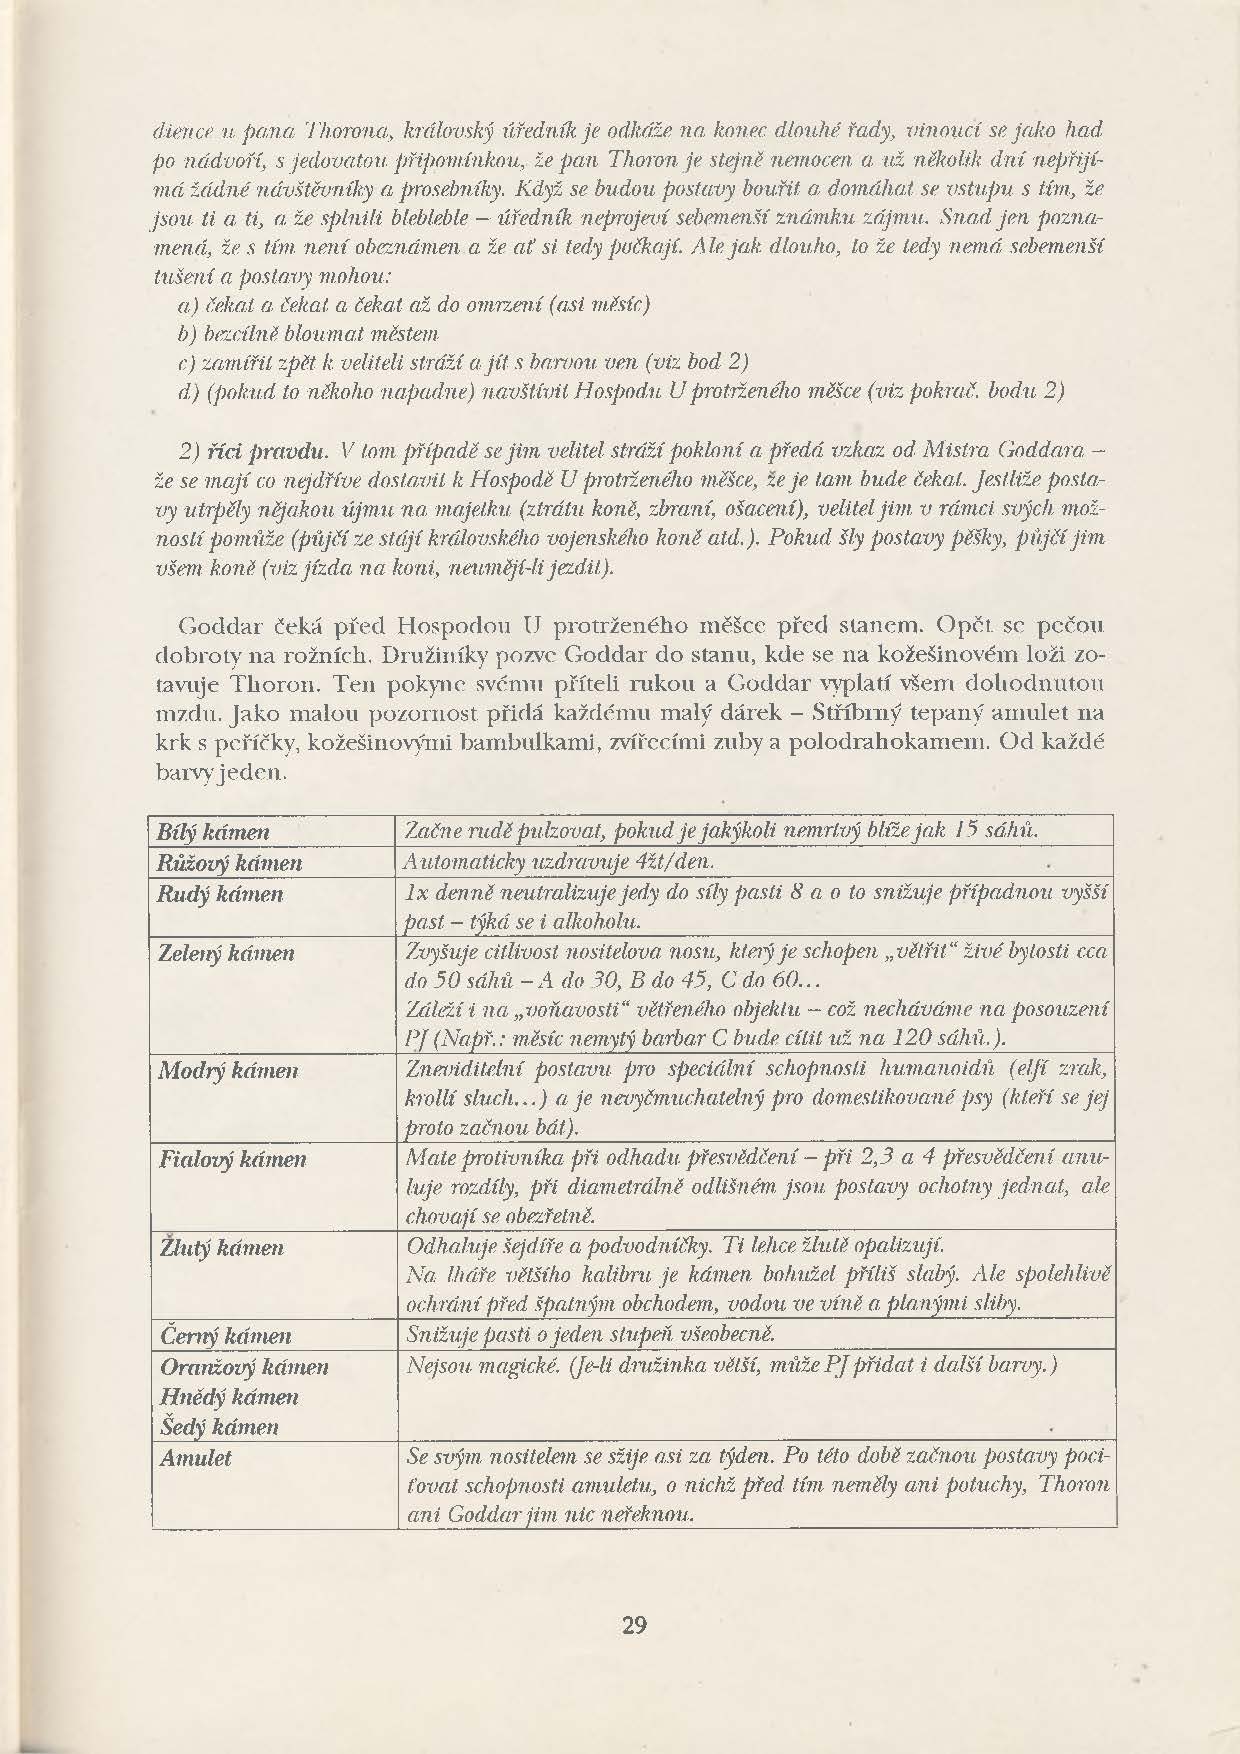 dience u pana Thorona, královský úředník je odkáže na konec dlouhé řady, vinoucí se jako had
po nádvoří, s jedovatou připomínkou, že pan Thoron je stejně nemocen a už několik dní nepřijí-
má žádné návštěvníky a prosebníky. Když se budou postavy bouřit a domáhat se vstupu s tím, že
jsou ti a ti, a že splnili blebleble – úředník neprojeví sebemenší známku zájmu. Snad jen pozna-
mená, že s tím není obeznámen a že ať si tedy počkají. Ale jak dlouho, to že tedy nemá sebemenší
tušení a postavy mohou:
a) čekat a čekat a čekat až do omrzení (asi měsíc)
b) bezcílně bloumat městem
c) zamířit zpět k veliteli stráží a jít s barvou ven (viz bod 2)
d) (pokud to někoho napadne) navštívit Hospodu U protrženého měšce (viz pokrač. bodu 2)
2) říci pravdu. V tom případě se jim velitel stráží pokloní a předá vzkaz od Mistra Goddara –
že se mají co nejdříve dostavit k Hospodě U protrženého měšce, že je tam bude čekat. Jestliže posta-
vy utrpěly nějakou újmu na majetku (ztrátu koně, zbraní, ošacení), velitel jim v rámci svých mož-
ností pomůže (půjčí ze stájí královského vojenského koně atd.). Pokud šly postavy pěšky, půjčí jim
všem koně (viz jízda na koni, neumějí-li jezdit).
Goddar čeká před Hospodou U protrženého měšce před stanem. Opět se pečou
dobroty na rožních. Družiníky pozve Goddar do stanu, kde se na kožešinovém loži zo-
tavuje Thoron. Ten pokyne svému příteli rukou a Goddar vyplatí všem dohodnutou
mzdu. Jako malou pozornost přidá každému malý dárek – Stříbrný tepaný amulet na
krk s peříčky, kožešinovými bambulkami, zvířecími zuby a polodrahokamem. Od každé
barvy jeden.
Bílý kámen Začne rudě pulzovat, pokud je jakýkoli nemrtvý blíže jak 15 sáhů.
Růžový kámen Automaticky uzdravuje 4žt/den.
Rudý kámen 1x denně neutralizuje jedy do síly pasti 8 a o to snižuje případnou vyšší
past – týká se i alkoholu.
Zelený kámen Zvyšuje citlivost nositelova nosu, který je schopen „větřit“ živé bytosti cca
do 50 sáhů – A do 30, B do 45, C do 60...
Záleží i na „voňavosti“ větřeného objektu – což necháváme na posouzení
PJ (Např.: měsíc nemytý barbar C bude cítit už na 120 sáhů.).
Modrý kámen Zneviditelní postavu pro speciální schopnosti humanoidů (elfí zrak,
krollí sluch...) a je nevyčmuchatelný pro domestikované psy (kteří se jej
proto začnou bát).
Fialový kámen Mate protivníka při odhadu přesvědčení – při 2,3 a 4 přesvědčení anu-
luje rozdíly, při diametrálně odlišném jsou postavy ochotny jednat, ale
chovají se obezřetně.
Žlutý kámen Odhaluje šejdíře a podvodníčky. Ti lehce žlutě opalizují.
Na lháře většího kalibru je kámen bohužel příliš slabý. Ale spolehlivě
ochrání před špatným obchodem, vodou ve víně a planými sliby.
Černý kámen Snižuje pasti o jeden stupeň všeobecně.
Oranžový kámen Nejsou magické. (Je-li družinka větší, může PJ přidat i další barvy.)
Hnědý kámen
Šedý kámen
Amulet Se svým nositelem se sžije asi za týden. Po této době začnou postavy poci-
ťovat schopnosti amuletu, o nichž před tím neměly ani potuchy, Thoron
ani Goddar jim nic neřeknou.
29